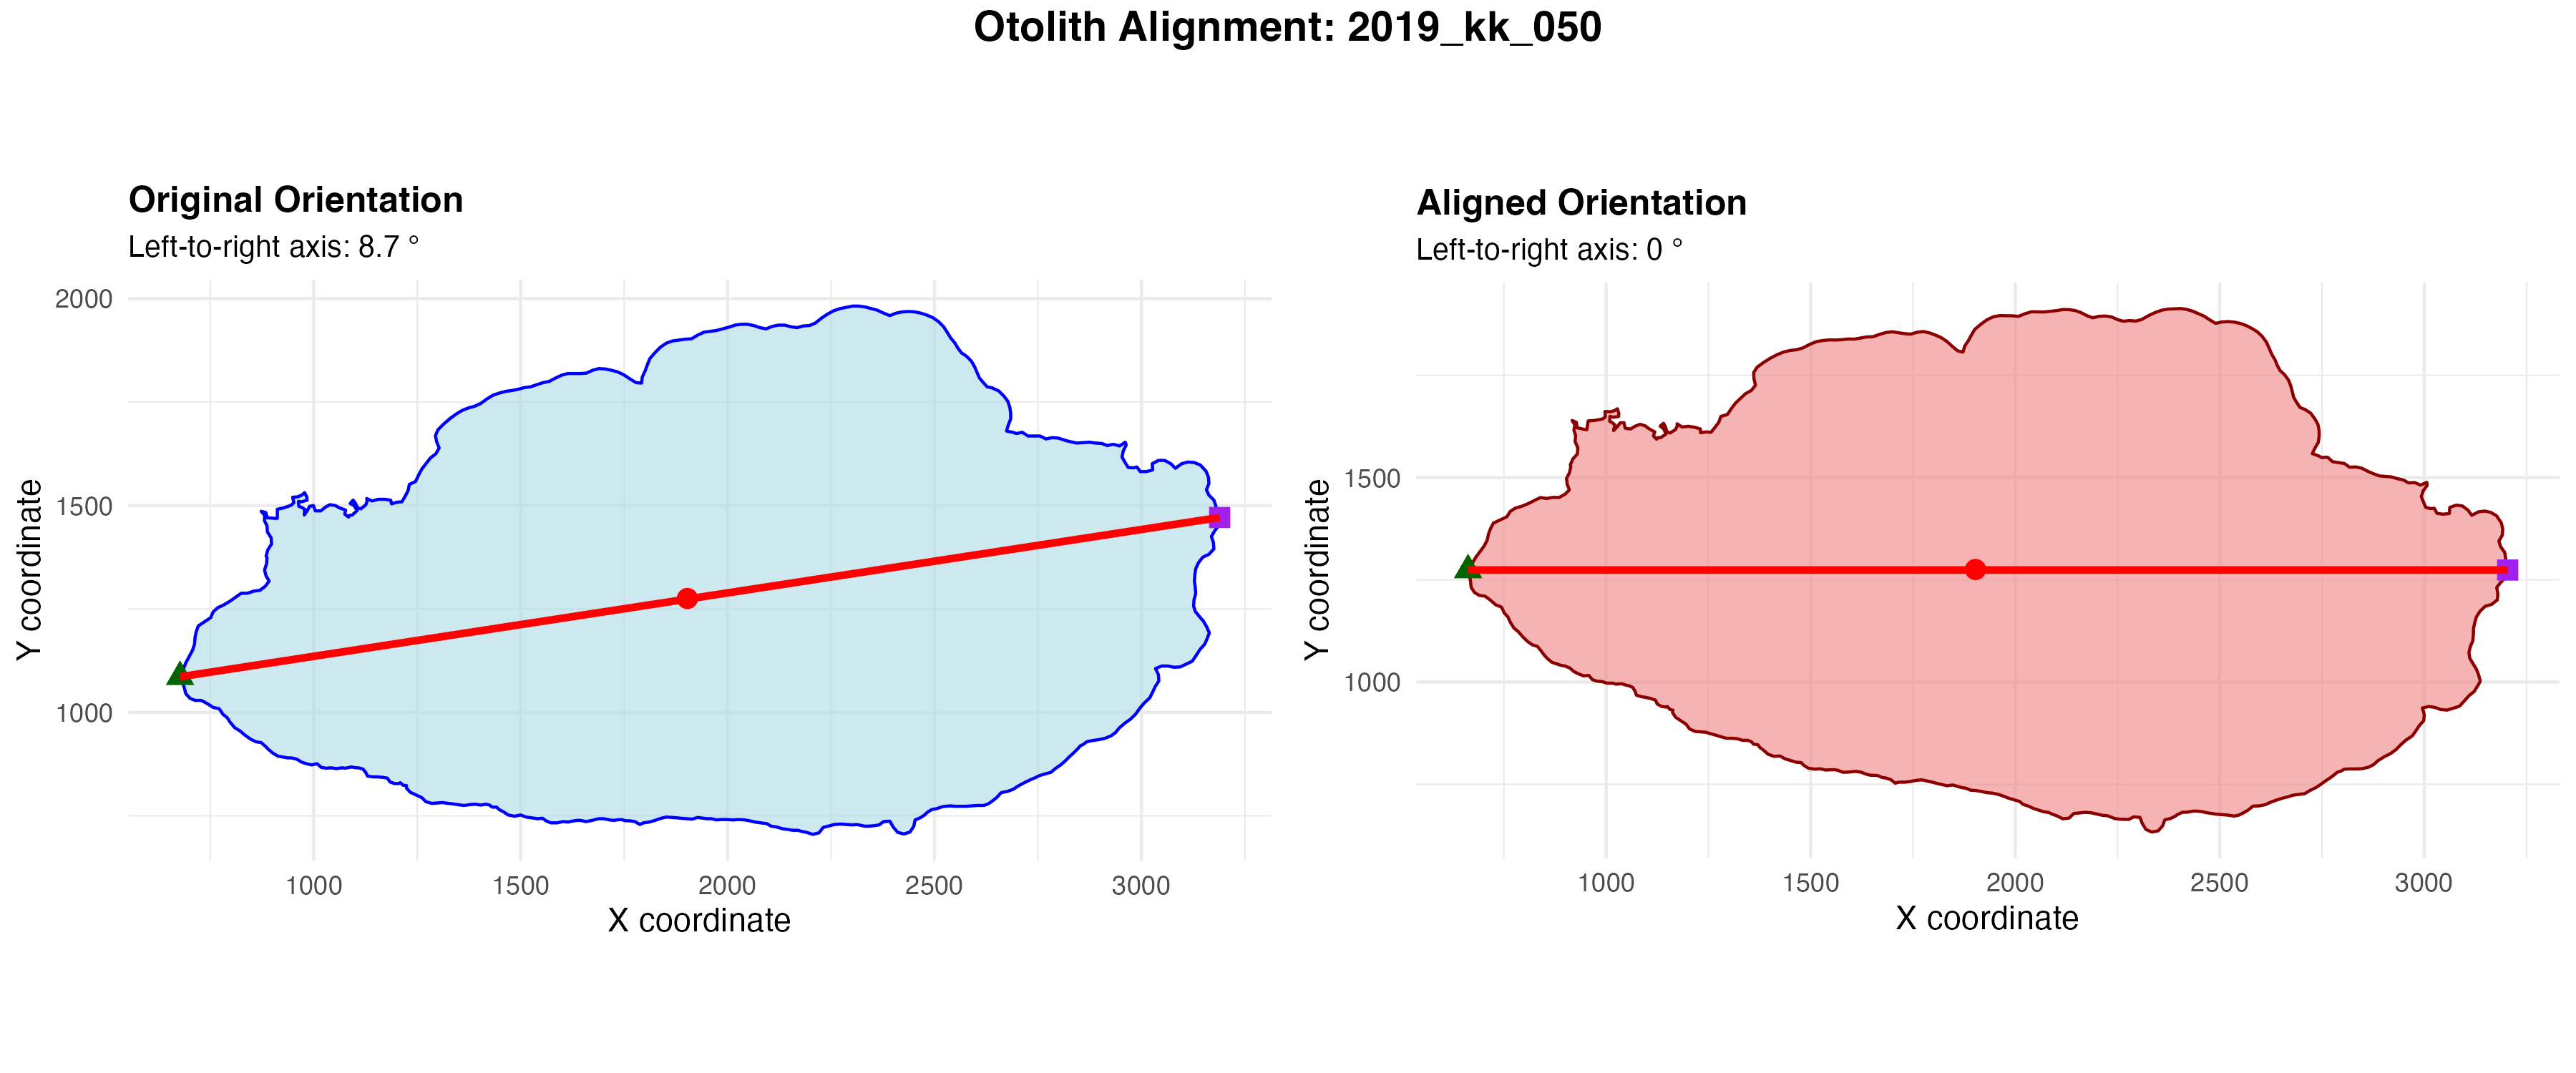 Otolith Alignment: 2019_kk_050
Original Orientation
Left-to-right axis: 8.7 °
2000
1500
1000
Y coordinate
1000 1500 2000 2500 3000
X coordinate
Aligned Orientation
Left-to-right axis: 0 °
1500
1000
Y coordinate
1000 1500 2000 2500 3000
X coordinate